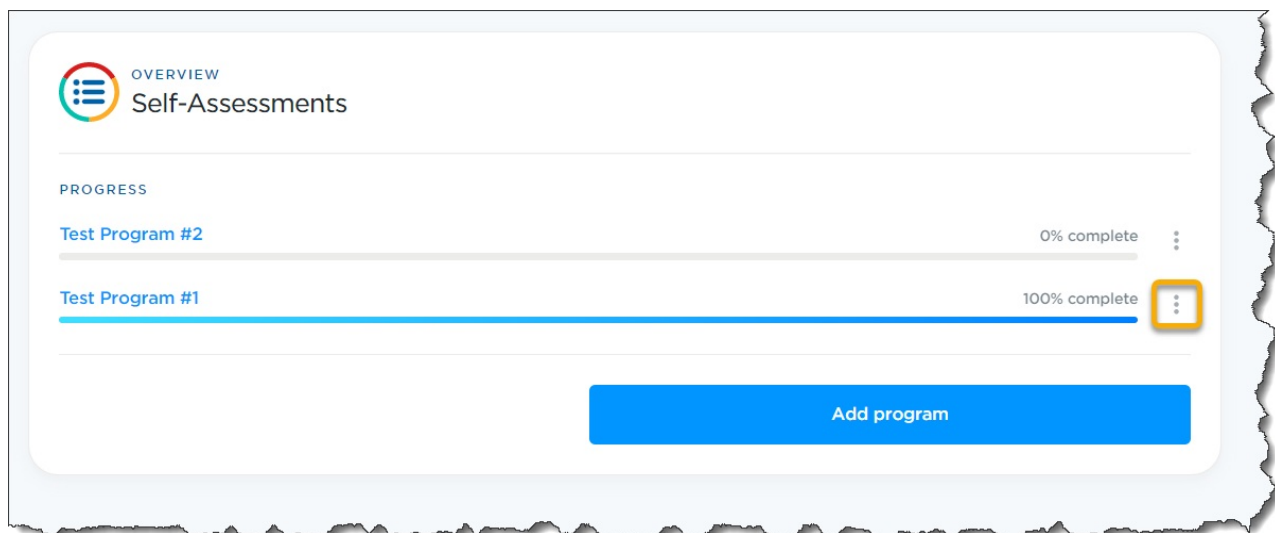 OVERVIEW
Self-Assessments
PROGRESS
Test Program #2
0% complete
Test Program #1
100% complete
Add program